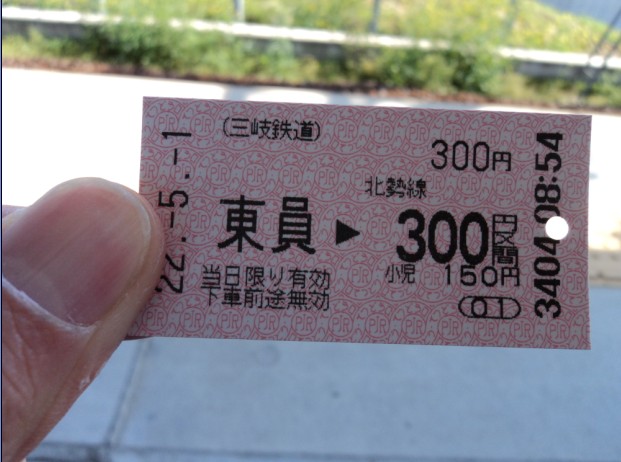 (三岐鉄道)
300円
北勢線
東員▶300円区間
小児 150円
当日限り有効
下車前途無効
01
22.-5.-1
3404 08:54